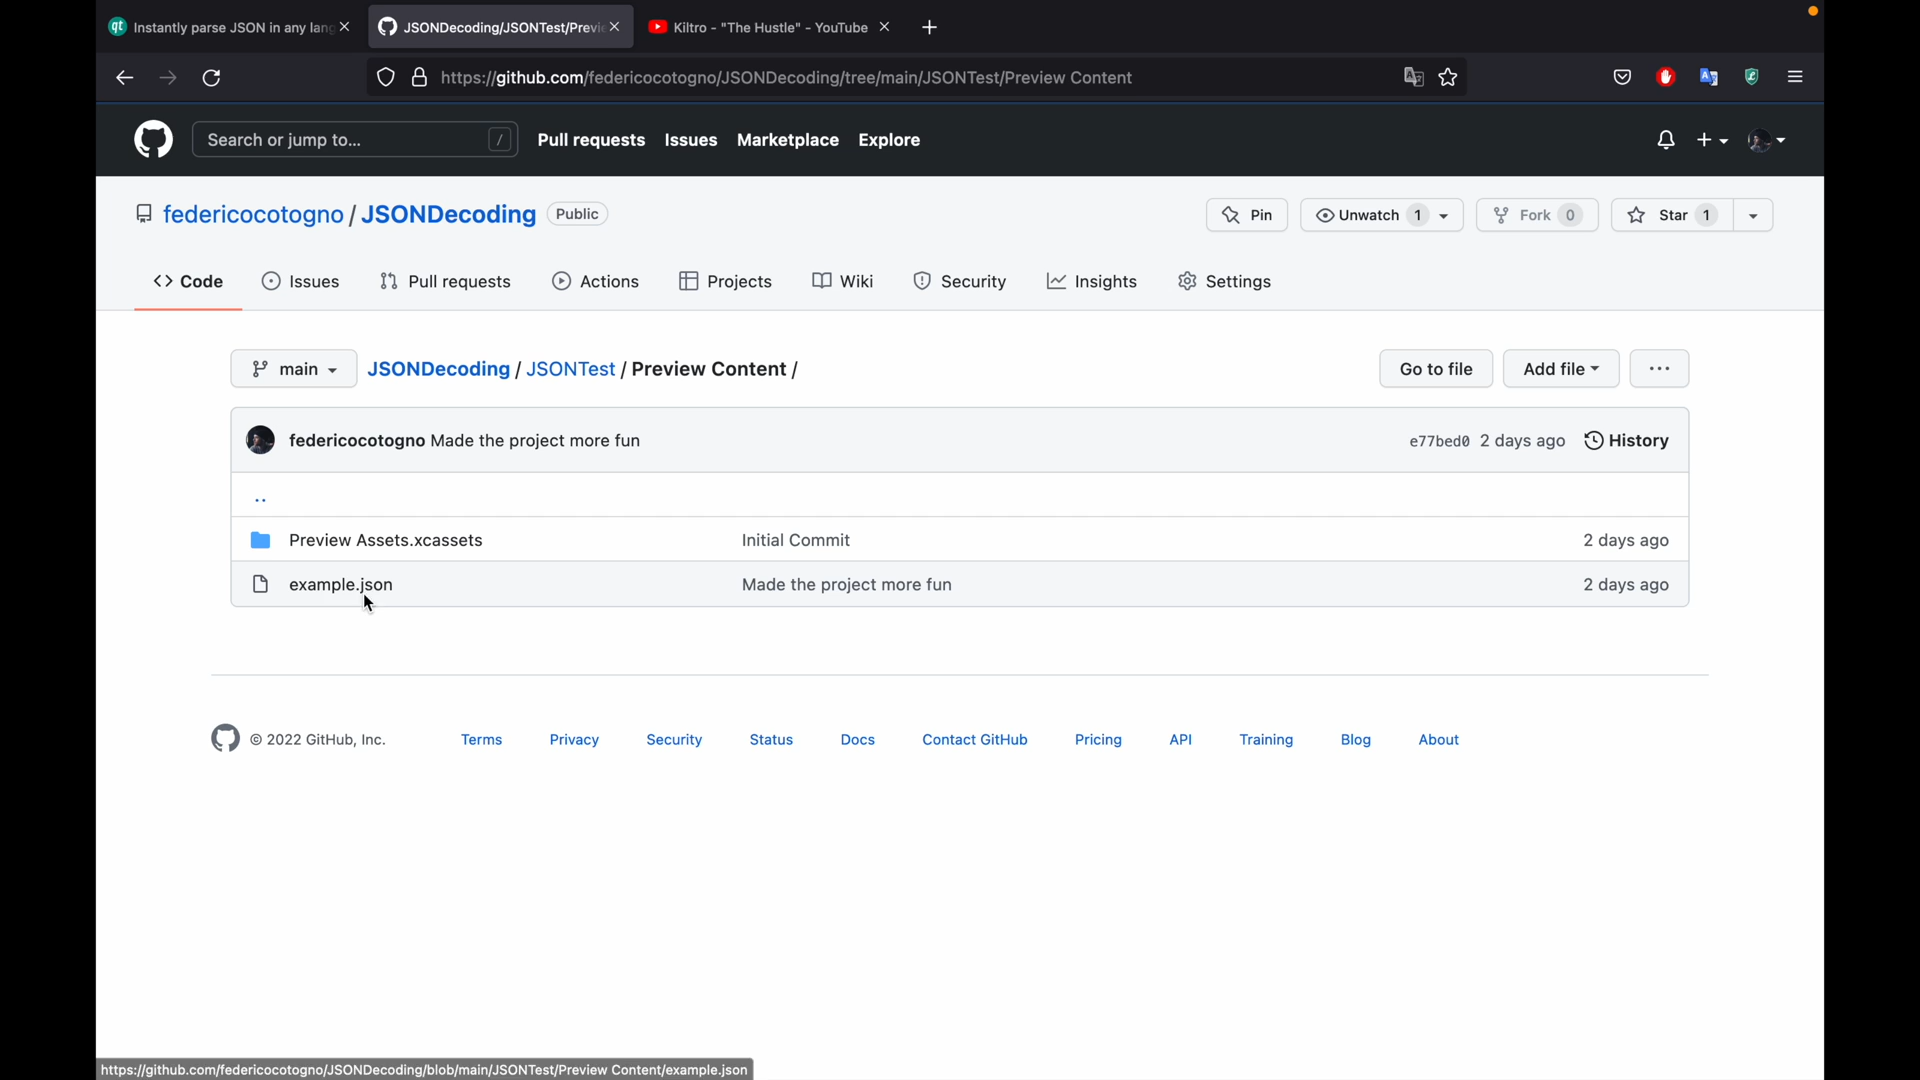 qt Instantly parse JSON in any lang
JSONDecoding/JSONTest/Previe
Kiltro - "The Hustle" - YouTube
https://github.com/federicocotogno/JSONDecoding/tree/main/JSONTest/Preview Content
Search or jump to... /
Pull requests Issues Marketplace Explore
federicocotogno / JSONDecoding Public
Pin Unwatch 1 Fork 0 Star 1
Code Issues Pull requests Actions Projects Wiki Security Insights Settings
main JSONDecoding / JSONTest / Preview Content / Go to file Add file ...
federicocotogno Made the project more fun e77bed0 2 days ago History
..
Preview Assets.xcassets Initial Commit 2 days ago
example.json Made the project more fun 2 days ago
© 2022 GitHub, Inc. Terms Privacy Security Status Docs Contact GitHub Pricing API Training Blog About
https://github.com/federicocotogno/JSONDecoding/blob/main/JSONTest/Preview Content/example.json